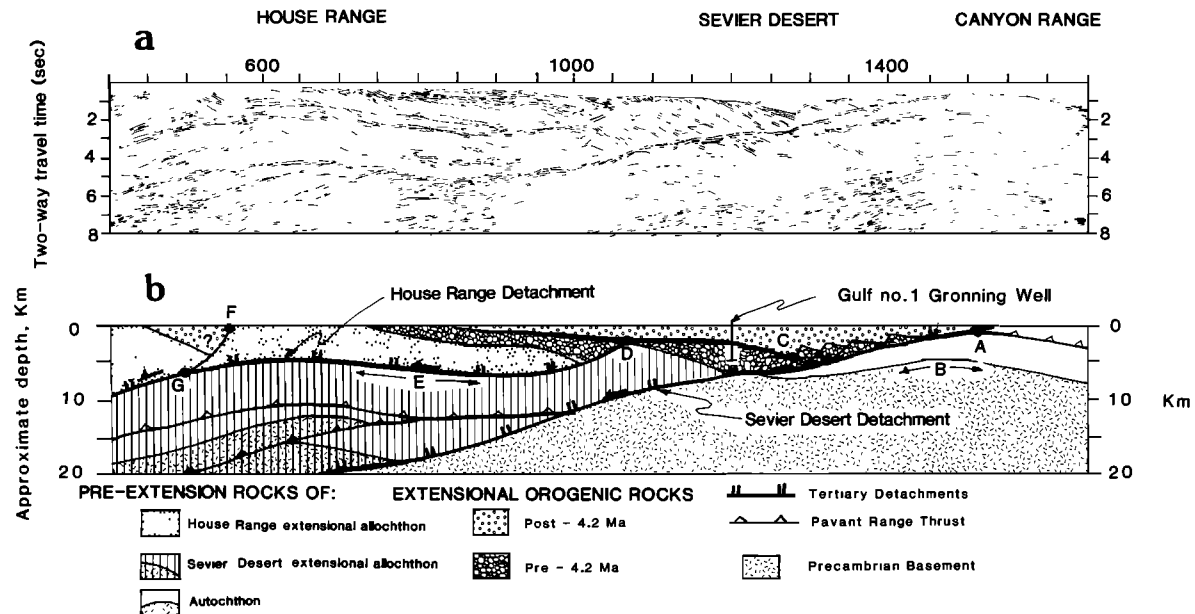 HOUSE RANGE SEVIER DESERT CANYON RANGE
a
600 1000 1400
Two-way travel time (sec)
2 2
4 4
6 6
8 8
b
House Range Detachment
Gulf no.1 Gronning Well
F
Approximate depth, Km
0 0
?
C
A
D
G
E
B
10 10 Km
Sevier Desert Detachment
20 20
PRE-EXTENSION ROCKS OF: EXTENSIONAL OROGENIC ROCKS
House Range extensional allochthon
Sevier Desert extensional allochthon
Autochthon
Post - 4.2 Ma
Pre - 4.2 Ma
Tertiary Detachments
Pavant Range Thrust
Precambrian Basement